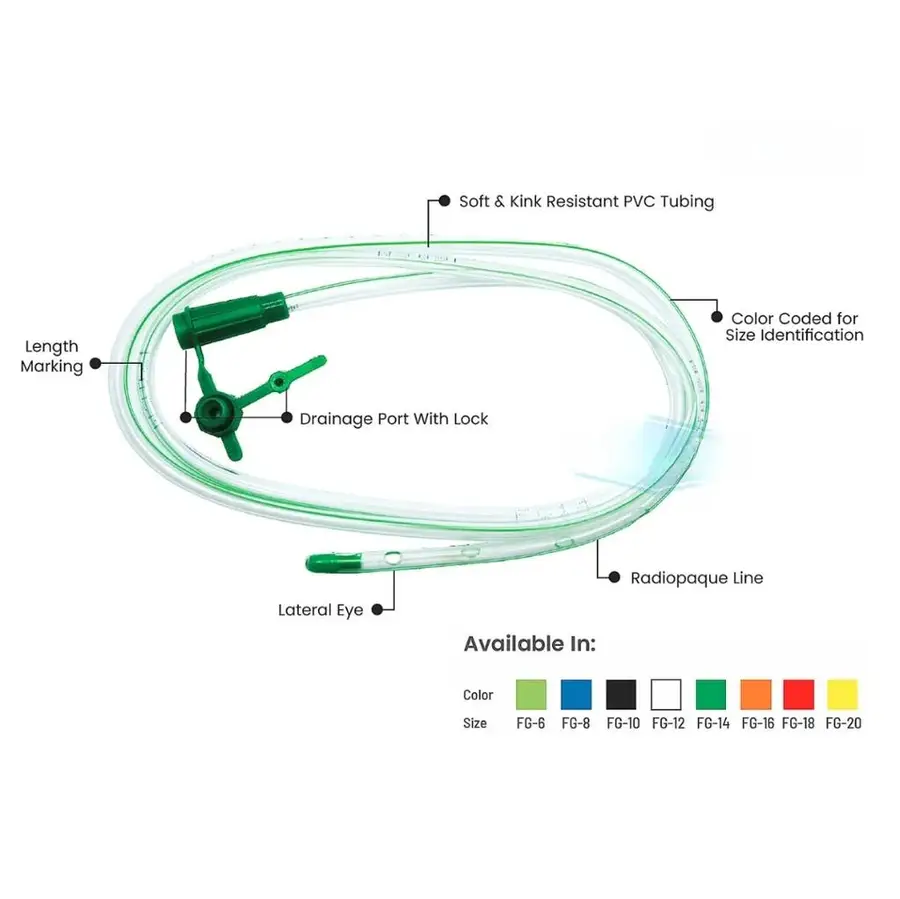 Soft & Kink Resistant PVC Tubing
Color Coded for
Size Identification
Length
Marking
Drainage Port With Lock
Radiopaque Line
Lateral Eye
Available In:
Color
Size FG-6 FG-8 FG-10 FG-12 FG-14 FG-16 FG-18 FG-20